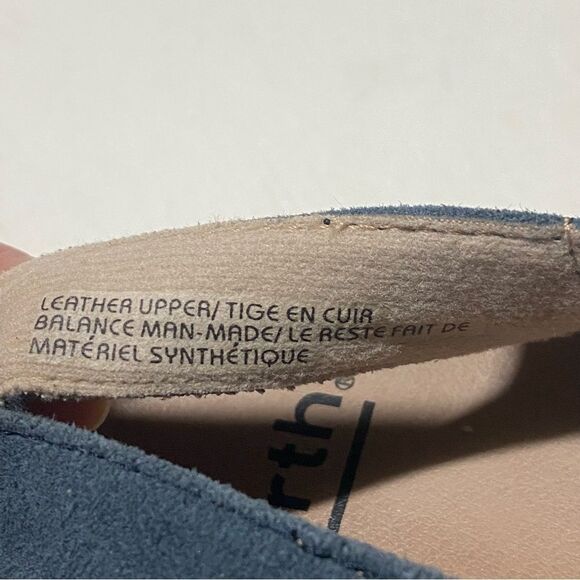 LEATHER UPPER/ TIGE EN CUIR
BALANCE MAN-MADE/ LE RESTE FAIT DE
MATÉRIEL SYNTHÉTIQUE
rth®